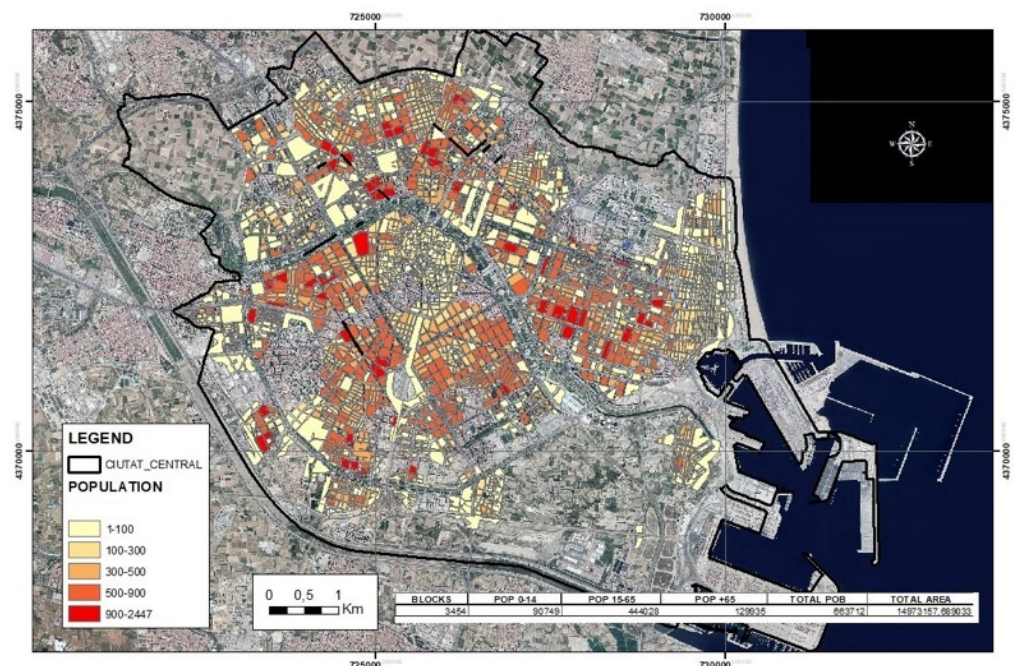 725000 730000
4375000 4375000
N
W E
S
4370000 4370000
LEGEND
CIUTAT_CENTRAL
POPULATION
1-100
100-300
300-500
500-900
900-2447
0 0,5 1
Km
BLOCKS POP 0-14 POP 15-65 POP +65 TOTAL POB TOTAL AREA
3454 90749 444028 129935 663712 14973157,689033
725000 730000